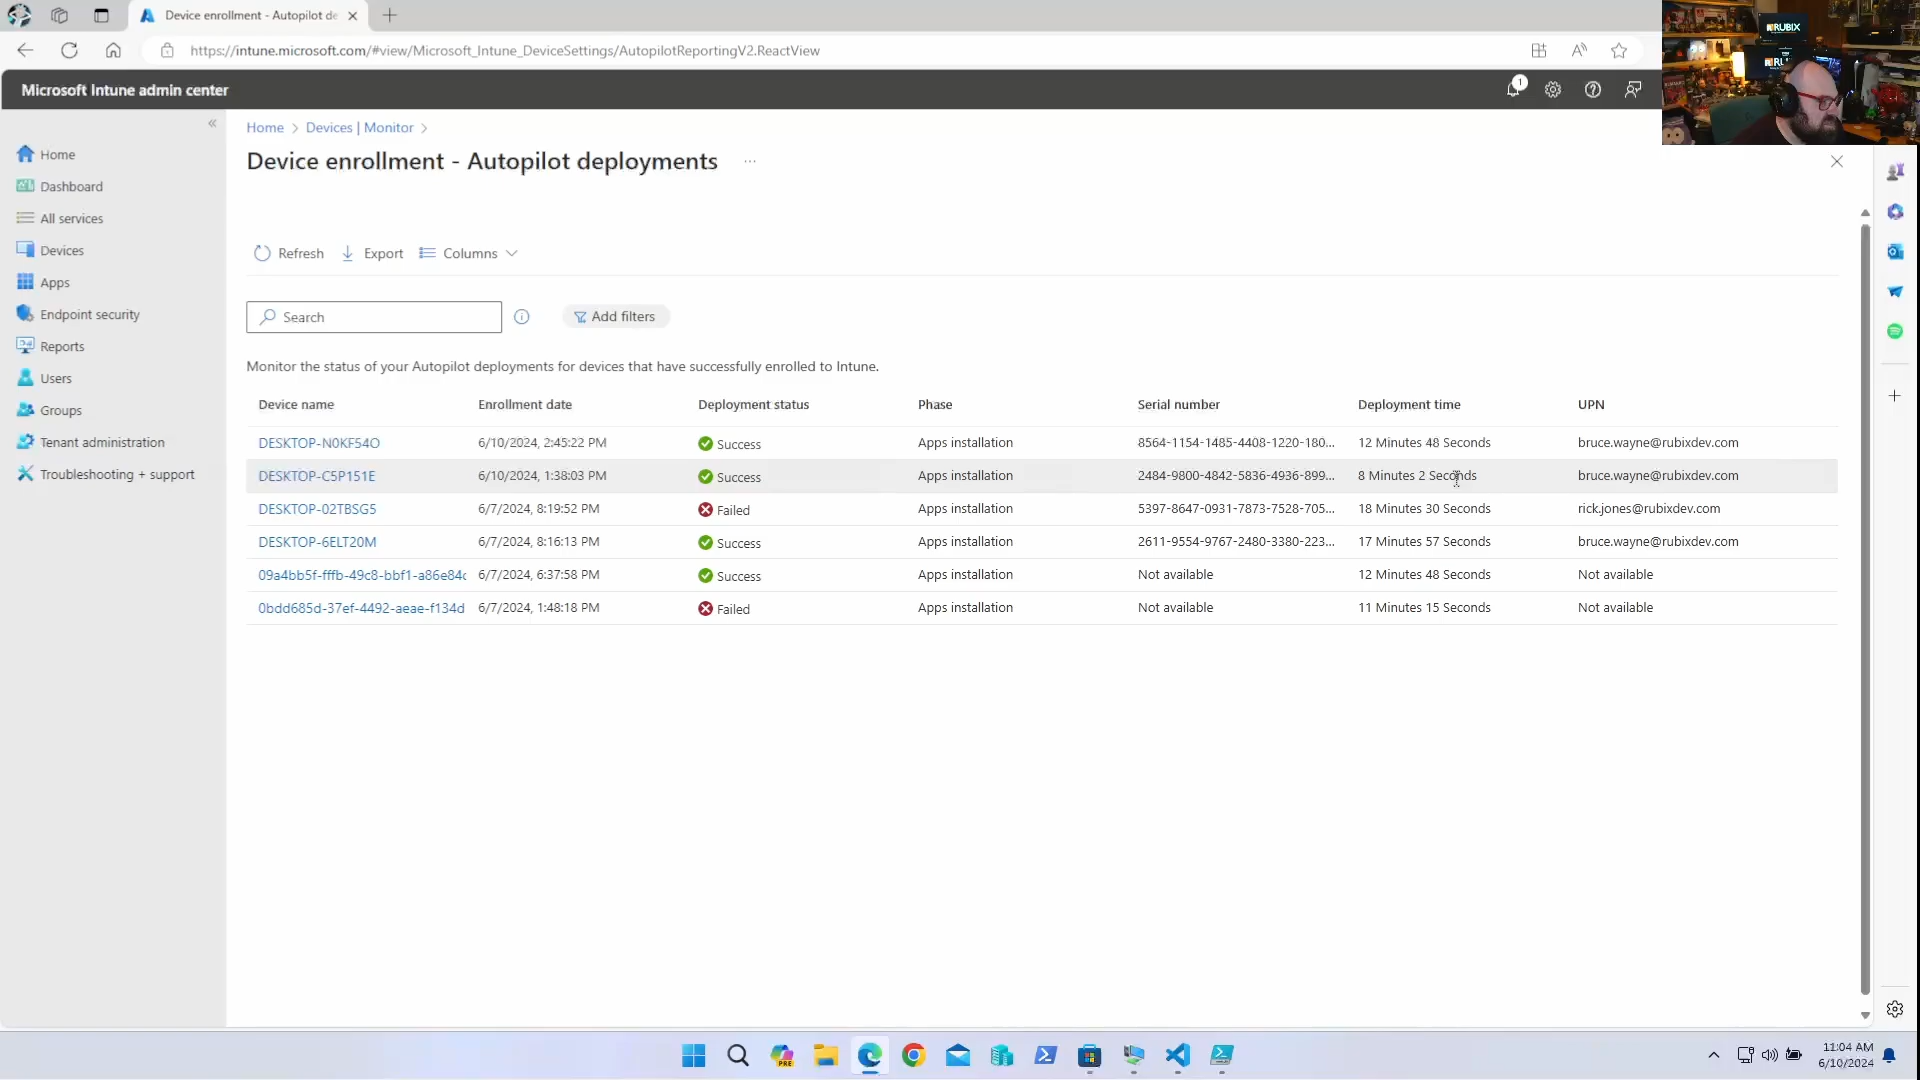 Device enrollment - Autopilot de
https://intune.microsoft.com/#view/Microsoft_Intune_DeviceSettings/AutopilotReportingV2.ReactView
RUBIX
Microsoft Intune admin center
1
Home
Dashboard
All services
Devices
Apps
Endpoint security
Reports
Users
Groups
Tenant administration
Troubleshooting + support
Home > Devices | Monitor >
Device enrollment - Autopilot deployments ...
Refresh Export Columns
Search Add filters
Monitor the status of your Autopilot deployments for devices that have successfully enrolled to Intune.
Device name Enrollment date Deployment status Phase Serial number Deployment time UPN
DESKTOP-N0KF54O 6/10/2024, 2:45:22 PM Success Apps installation 8564-1154-1485-4408-1220-180... 12 Minutes 48 Seconds bruce.wayne@rubixdev.com
DESKTOP-C5P151E 6/10/2024, 1:38:03 PM Success Apps installation 2484-9800-4842-5836-4936-899... 8 Minutes 2 Seconds bruce.wayne@rubixdev.com
DESKTOP-02TBSG5 6/7/2024, 8:19:52 PM Failed Apps installation 5397-8647-0931-7873-7528-705... 18 Minutes 30 Seconds rick.jones@rubixdev.com
DESKTOP-6ELT20M 6/7/2024, 8:16:13 PM Success Apps installation 2611-9554-9767-2480-3380-223... 17 Minutes 57 Seconds bruce.wayne@rubixdev.com
09a4bb5f-fffb-49c8-bbf1-a86e84c 6/7/2024, 6:37:58 PM Success Apps installation Not available 12 Minutes 48 Seconds Not available
0bdd685d-37ef-4492-aeae-f134d 6/7/2024, 1:48:18 PM Failed Apps installation Not available 11 Minutes 15 Seconds Not available
PRE
11:04 AM
6/10/2024